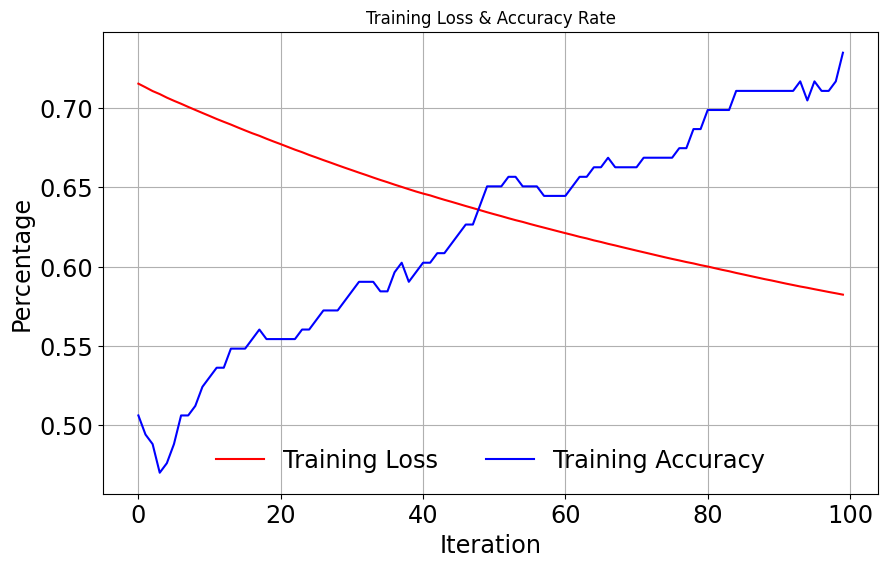 Training Loss & Accuracy Rate
0.70
0.65
0.60
0.55
0.50
Percentage
Training Loss
Training Accuracy
0
20
40
60
80
100
Iteration